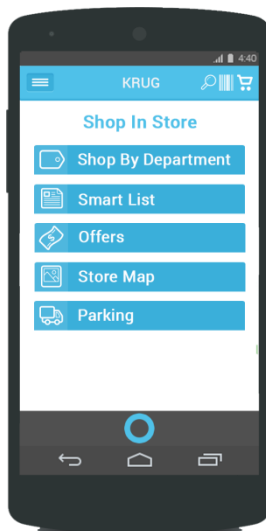 4:40
KRUG
Shop In Store
Shop By Department
Smart List
Offers
Store Map
Parking